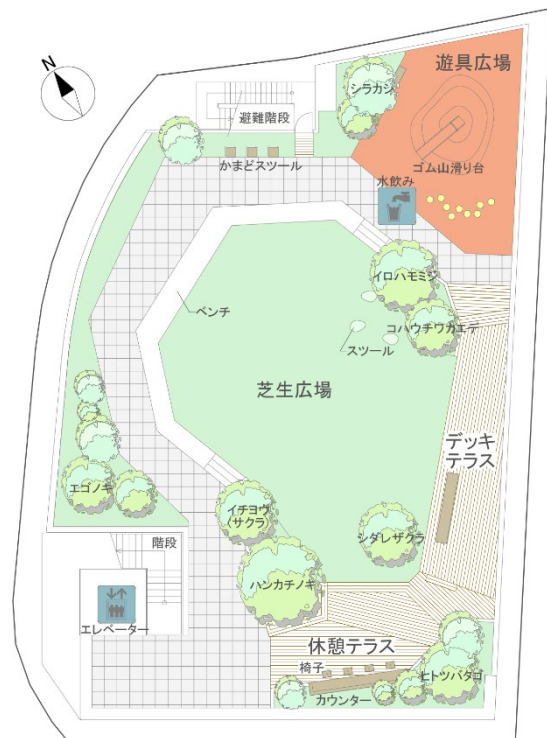 N
遊具広場
シラカシ
避難階段
かまどスツール
ゴム山滑り台
水飲み
イロハモミジ
ベンチ
コハウチワカエデ
スツール
芝生広場
デッキ
テラス
エゴノキ
イチヨウ
(サクラ)
シダレザクラ
階段
ハンカチノキ
エレベーター
休憩テラス
椅子
ヒトツバタゴ
カウンター